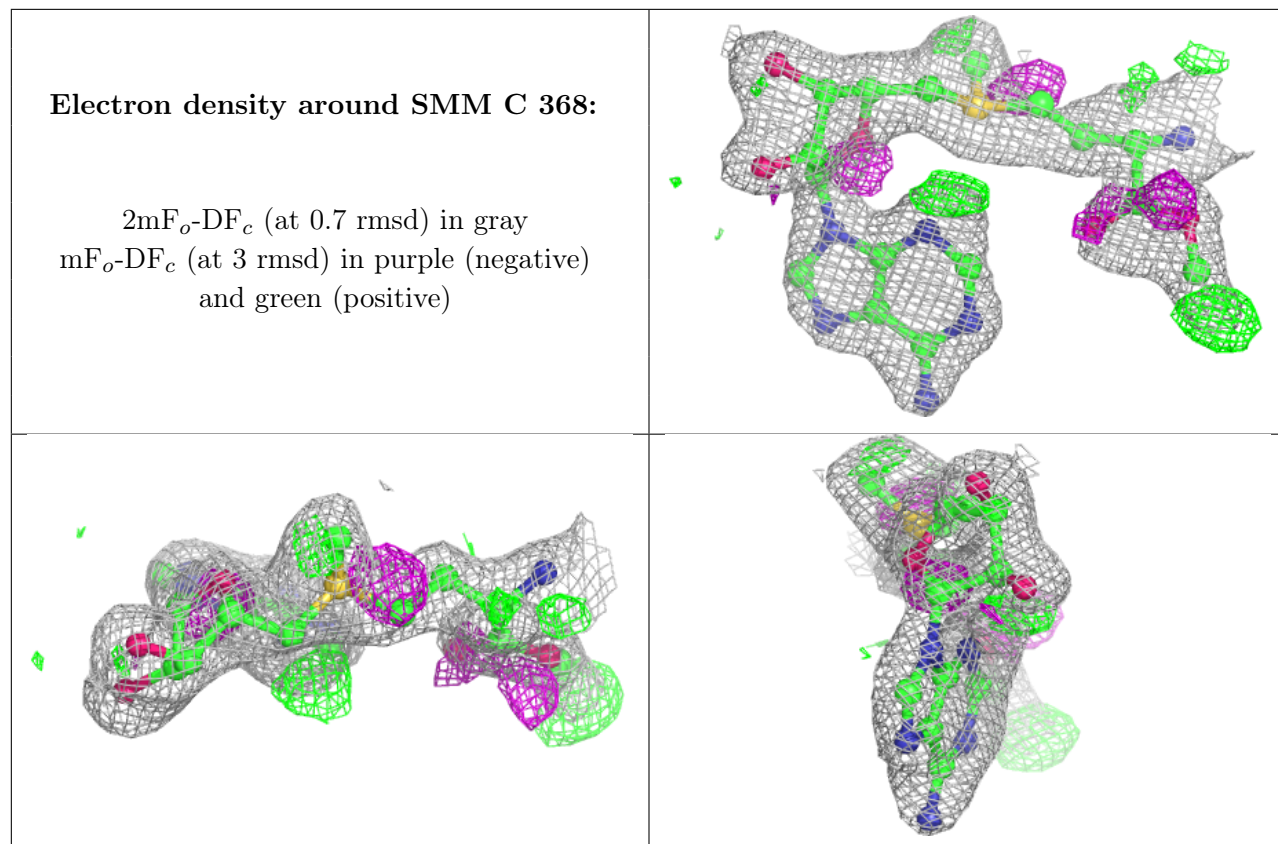 Electron density around SMM C 368:
2mFo-DFc (at 0.7 rmsd) in gray
mFo-DFc (at 3 rmsd) in purple (negative)
and green (positive)